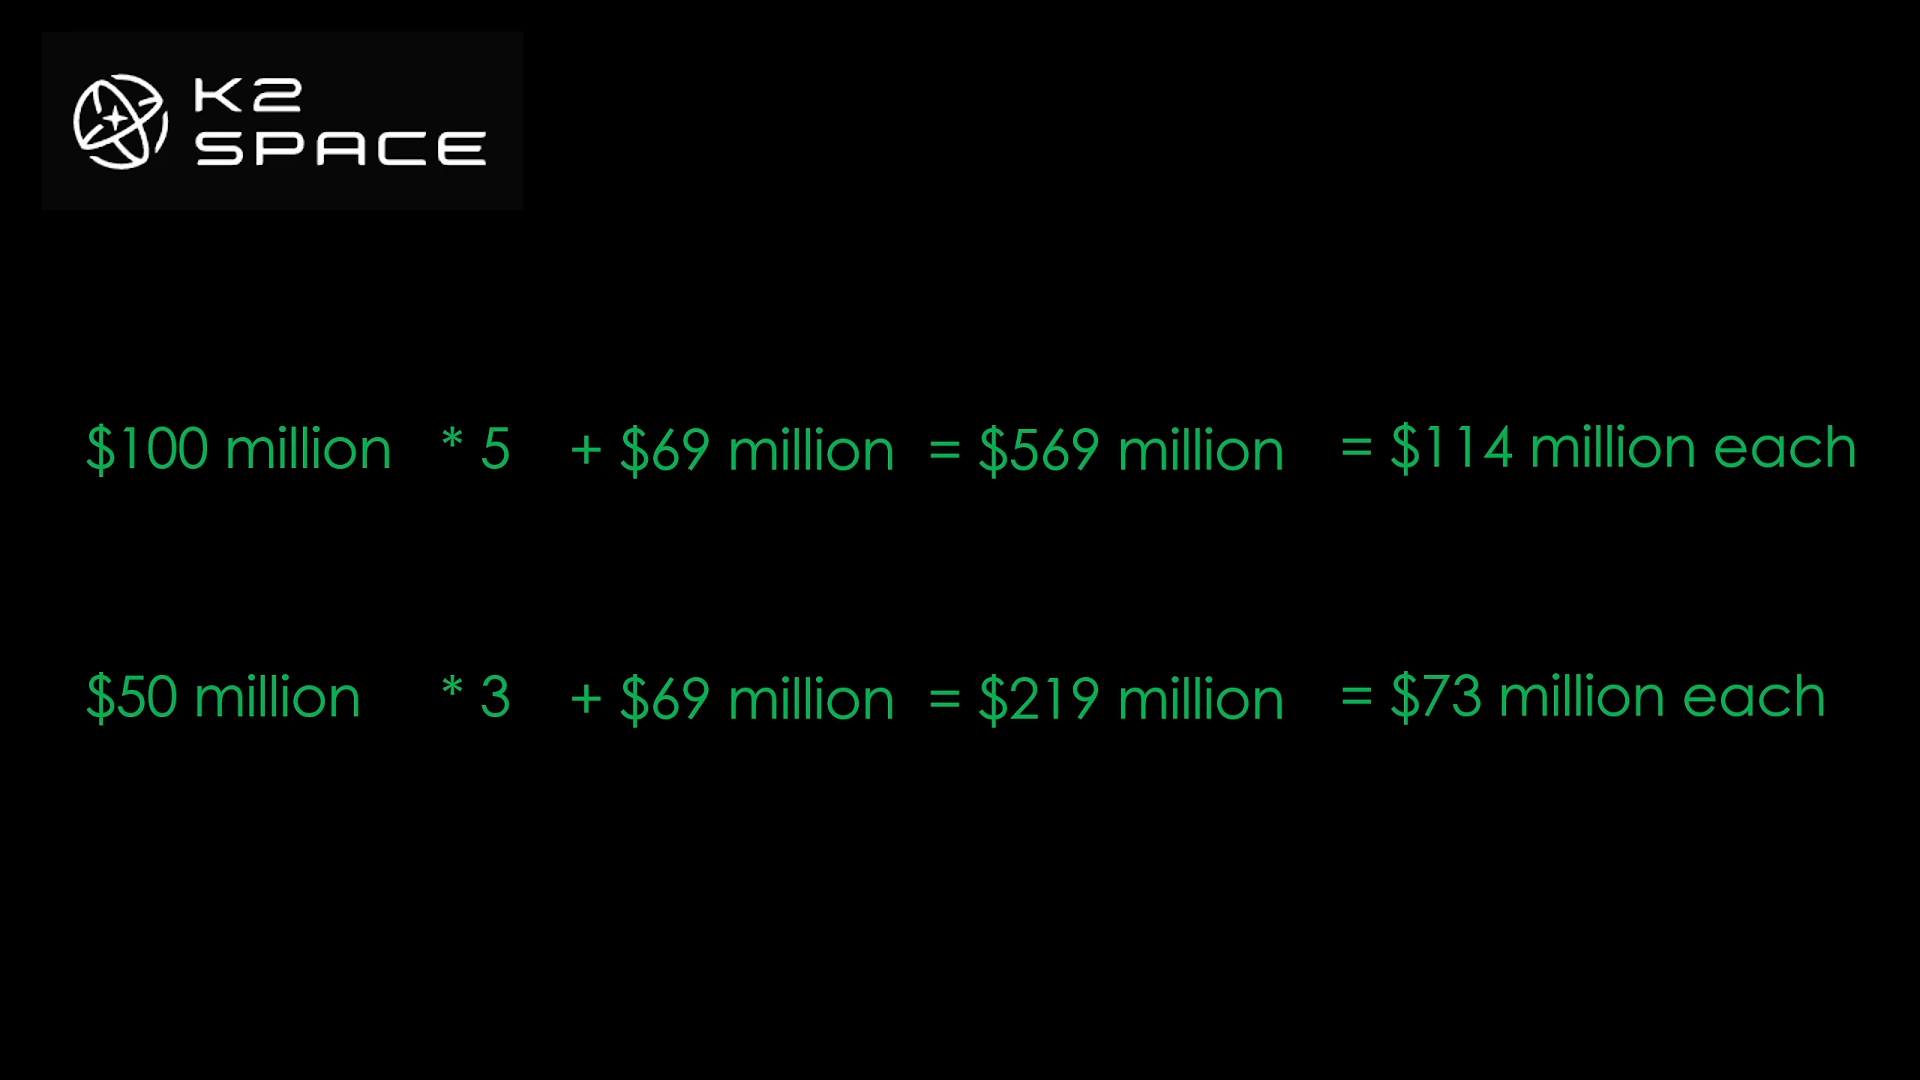 K2
SPACE
$100 million * 5 + $69 million = $569 million = $114 million each
$50 million * 3 + $69 million = $219 million = $73 million each